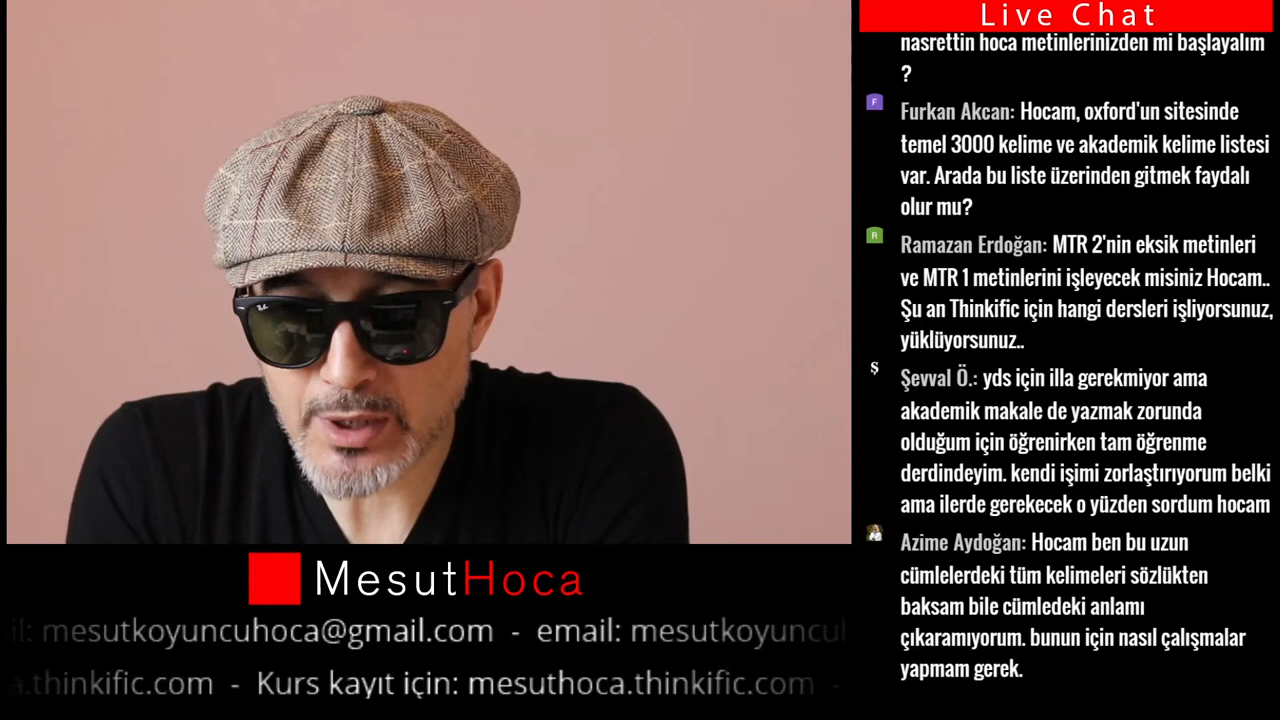 Live Chat
nasrettin hoca metinlerinizden mi başlayalım
?
F
Furkan Akcan: Hocam, oxford'un sitesinde
temel 3000 kelime ve akademik kelime listesi
var. Arada bu liste üzerinden gitmek faydalı
olur mu?
R
Ramazan Erdoğan: MTR 2'nin eksik metinleri
ve MTR 1 metinlerini işleyecek misiniz Hocam..
Şu an Thinkific için hangi dersleri işliyorsunuz,
yüklüyorsunuz..
Ş
Şevval Ö.: yds için illa gerekmiyor ama
akademik makale de yazmak zorunda
olduğum için öğrenirken tam öğrenme
derdindeyim. kendi işimi zorlaştırıyorum belki
ama ilerde gerekecek o yüzden sordum hocam
Azime Aydoğan: Hocam ben bu uzun
cümlelerdeki tüm kelimeleri sözlükten
baksam bile cümledeki anlamı
çıkaramıyorum. bunun için nasıl çalışmalar
yapmam gerek.
Ray-Ban
MesutHoca
il: mesutkoyuncuhoca@gmail.com - email: mesutkoyuncul
a.thinkific.com - Kurs kayıt için: mesuthoca.thinkific.com -